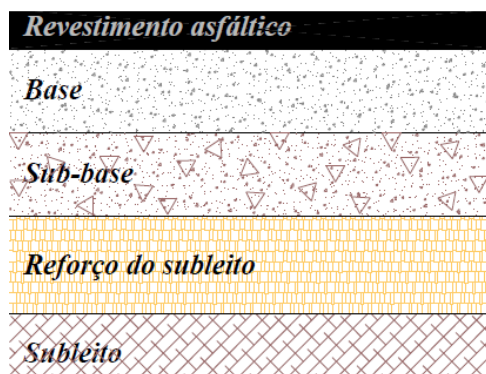 Revestimento asfáltico
Base
Sub-base
Reforço do subleito
Subleito